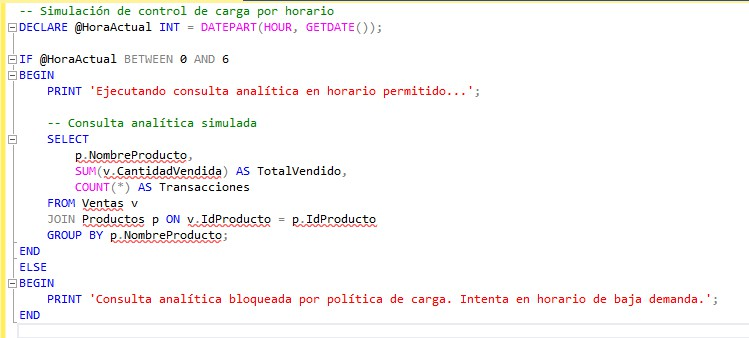 -- Simulación de control de carga por horario
DECLARE @HoraActual INT = DATEPART(HOUR, GETDATE());
IF @HoraActual BETWEEN 0 AND 6
BEGIN
PRINT 'Ejecutando consulta analítica en horario permitido...';
-- Consulta analítica simulada
SELECT
p.NombreProducto,
SUM(v.CantidadVendida) AS TotalVendido,
COUNT(*) AS Transacciones
FROM Ventas v
JOIN Productos p ON v.IdProducto = p.IdProducto
GROUP BY p.NombreProducto;
END
ELSE
BEGIN
PRINT 'Consulta analítica bloqueada por política de carga. Intenta en horario de baja demanda.';
END